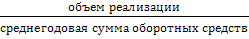 объем реализации
среднегодовая сумма оборотных средств